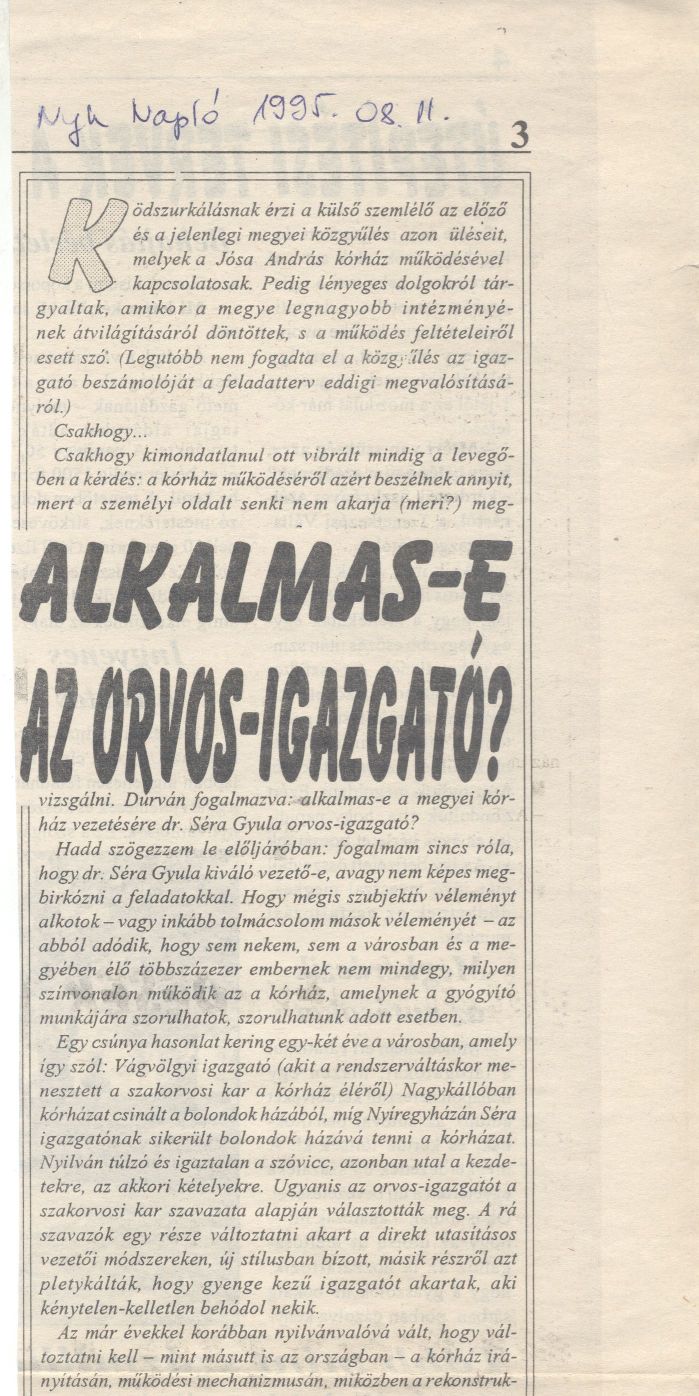 Nyh Napló 1995. 08. 11.
3
Ködszurkálásnak érzi a külső szemlélő az előző
és a jelenlegi megyei közgyűlés azon üléseit,
melyek a Jósa András kórház működésével
kapcsolatosak. Pedig lényeges dolgokról tár-
gyaltak, amikor a megye legnagyobb intézményé-
nek átvilágításáról döntöttek, s a működés feltételeiről
esett szó. (Legutóbb nem fogadta el a közgyűlés az igaz-
gató beszámolóját a feladatterv eddigi megvalósításá-
ról.)
Csakhogy...
Csakhogy kimondatlanul ott vibrált mindig a levegő-
ben a kérdés: a kórház működéséről azért beszélnek annyit,
mert a személyi oldalt senki nem akarja (meri?) meg-
ALKALMAS-E
AZ ORVOS-IGAZGATÓ?
vizsgálni. Durván fogalmazva: alkalmas-e a megyei kór-
ház vezetésére dr. Séra Gyula orvos-igazgató?
Hadd szögezzem le előljáróban: fogalmam sincs róla,
hogy dr. Séra Gyula kiváló vezető-e, avagy nem képes meg-
birkózni a feladatokkal. Hogy mégis szubjektív véleményt
alkotok – vagy inkább tolmácsolom mások véleményét – az
abból adódik, hogy sem nekem, sem a városban és a me-
gyében élő többszázezer embernek nem mindegy, milyen
színvonalon működik az a kórház, amelynek a gyógyító
munkájára szorulhatok, szorulhatunk adott esetben.
Egy csúnya hasonlat kering egy-két éve a városban, amely
így szól: Vágvölgyi igazgató (akit a rendszerváltáskor me-
nesztett a szakorvosi kar a kórház éléről) Nagykállóban
kórházat csinált a bolondok házából, míg Nyíregyházán Séra
igazgatónak sikerült bolondok házává tenni a kórházat.
Nyilván túlzó és igaztalan a szóvicc, azonban utal a kezde-
tekre, az akkori kételyekre. Ugyanis az orvos-igazgatót a
szakorvosi kar szavazata alapján választották meg. A rá
szavazók egy része változtatni akart a direkt utasításos
vezetői módszereken, új stílusban bízott, másik részről azt
pletykálták, hogy gyenge kezű igazgatót akartak, aki
kénytelen-kelletlen behódol nekik.
Az már évekkel korábban nyilvánvalóvá vált, hogy vál-
toztatni kell – mint másutt is az országban – a kórház irá-
nyításán, működési mechanizmusán, miközben a rekonstruk-